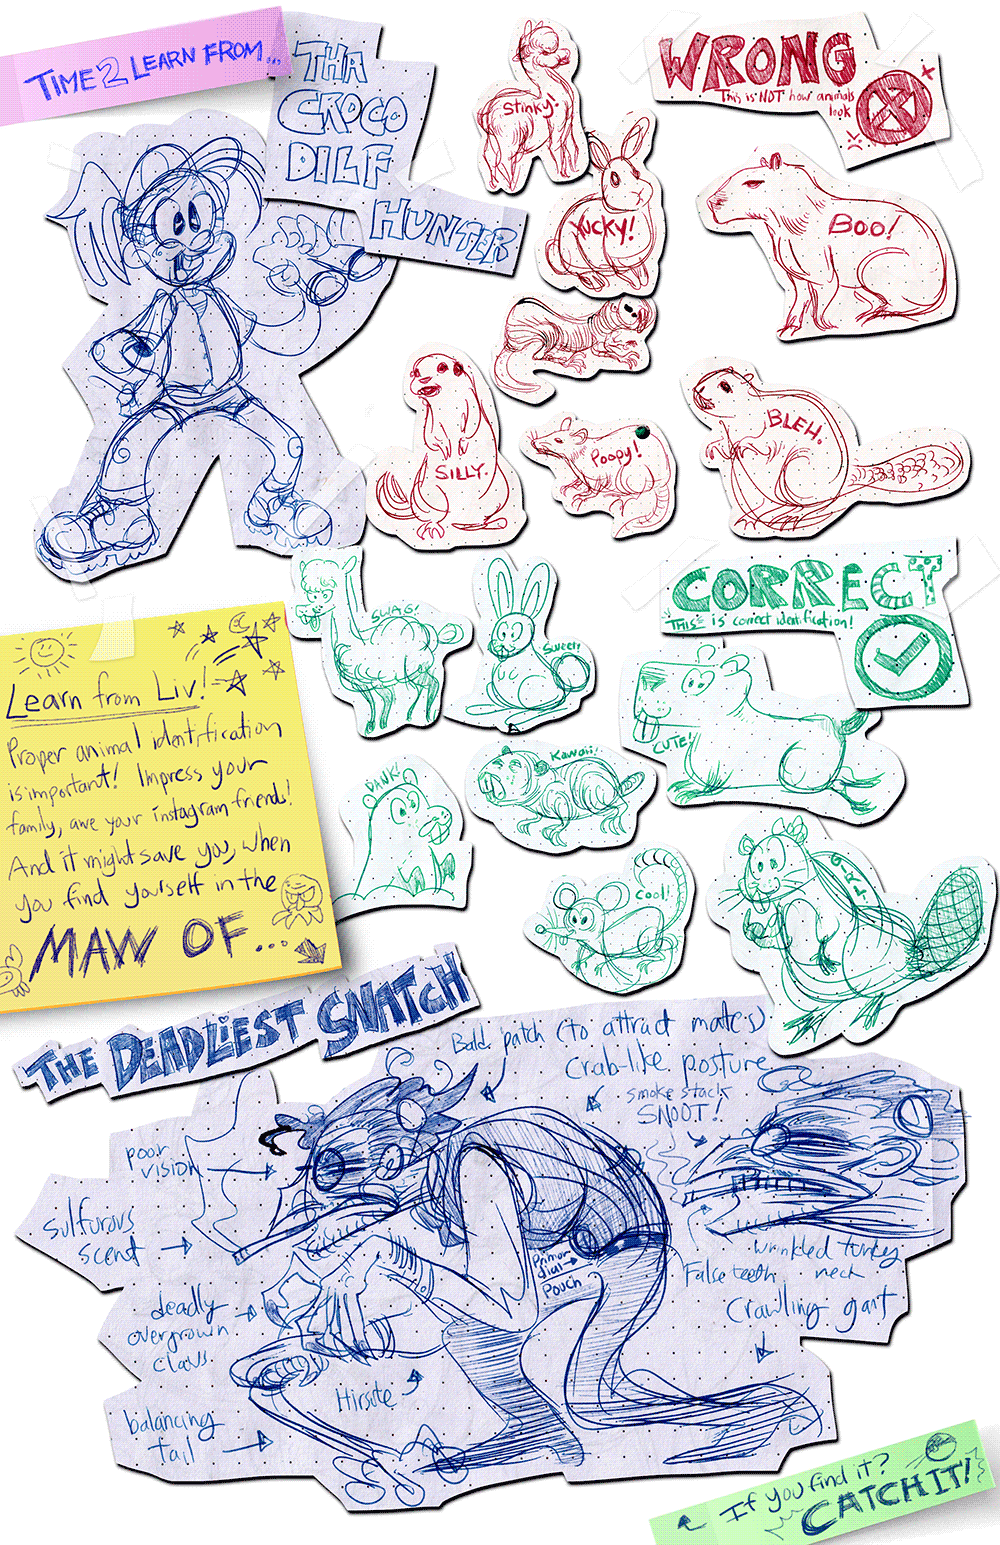 TIME 2 LEARN FROM...
THA
CROCO
DILF
HUNTER
WRONG
This is NOT how animals
look
Stinky!
Yucky!
BOO!
SILLY.
Poopy!
BLEH.
CORRECT
THIS is correct identification!
SWAG!
SWEET!
CUTE!
DANK!
Kawaii!
COOL!
Learn from Liv!
Proper animal identification
is important! Impress your
family, awe your instagram friends!
And it might save you, when
you find yourself in the
MAW OF...
THE DEADLIEST SNATCH
Bald patch (to attract mates)
Crab-like posture
smoke stack
SNOOT!
poor
vision
sulfurous
scent
deadly
overgrown
claws
balancing
tail
Hirsute
Primor
dial
Pouch
False teeth
wrinkled turkey
neck
Crawling gait
If you find it?
CATCH IT!